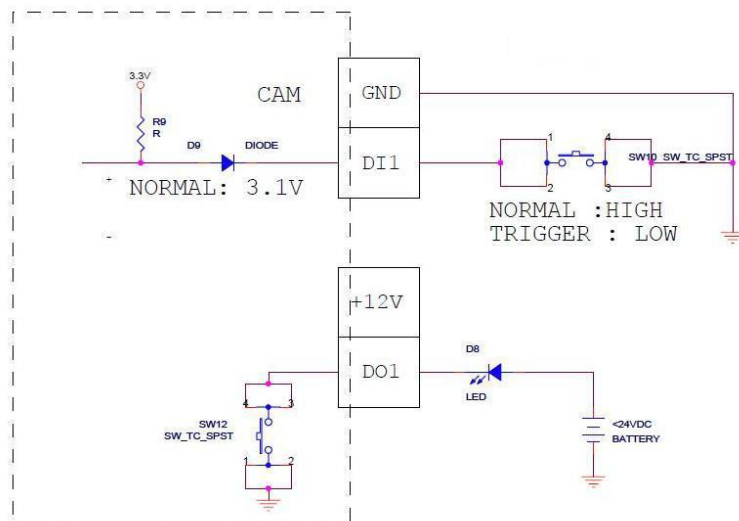 3.3V
CAM
GND
R9
R
D9 DIODE
DI1
1 4
SW10 SW_TC_SPST
+
NORMAL: 3.1V
2 3
-
NORMAL :HIGH
TRIGGER : LOW
+12V
D8
DO1
LED
4 3
SW12
SW_TC_SPST
<24VDC
BATTERY
1 2